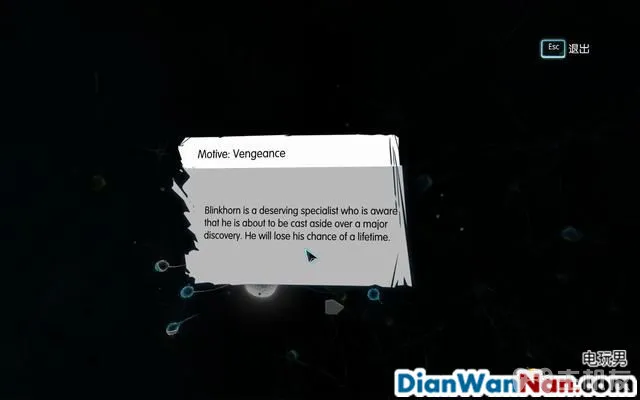 Esc 退出
Motive: Vengeance
Blinkhorn is a deserving specialist who is aware
that he is about to be cast aside over a major
discovery. He will lose his chance of a lifetime.
电玩男
DianWanNan.com